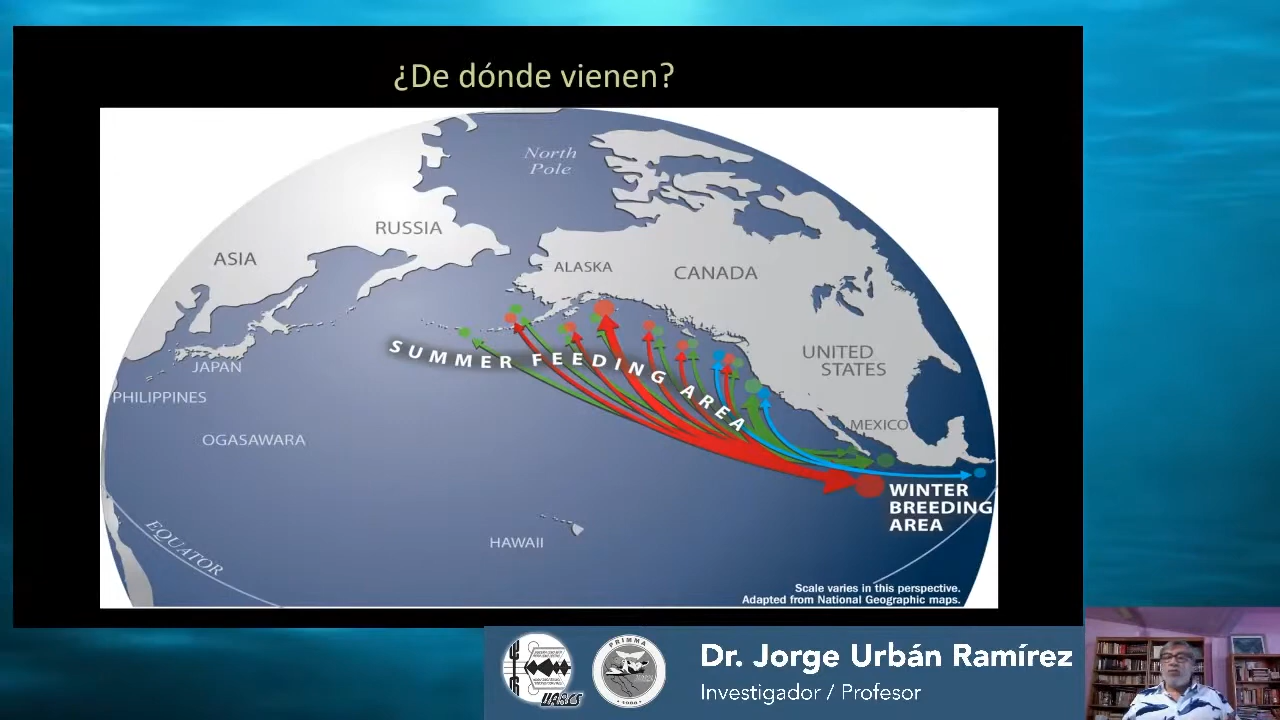 ¿De dónde vienen?
North
Pole
RUSSIA
ASIA
ALASKA
CANADA
JAPAN
UNITED
STATES
PHILIPPINES
SUMMER FEEDING AREA
MEXICO
OGASAWARA
WINTER
BREEDING
AREA
EQUATOR
HAWAII
Scale varies in this perspective.
Adapted from National Geographic maps.
PRIMMA
1988
UABCS
Dr. Jorge Urbán Ramírez
Investigador / Profesor